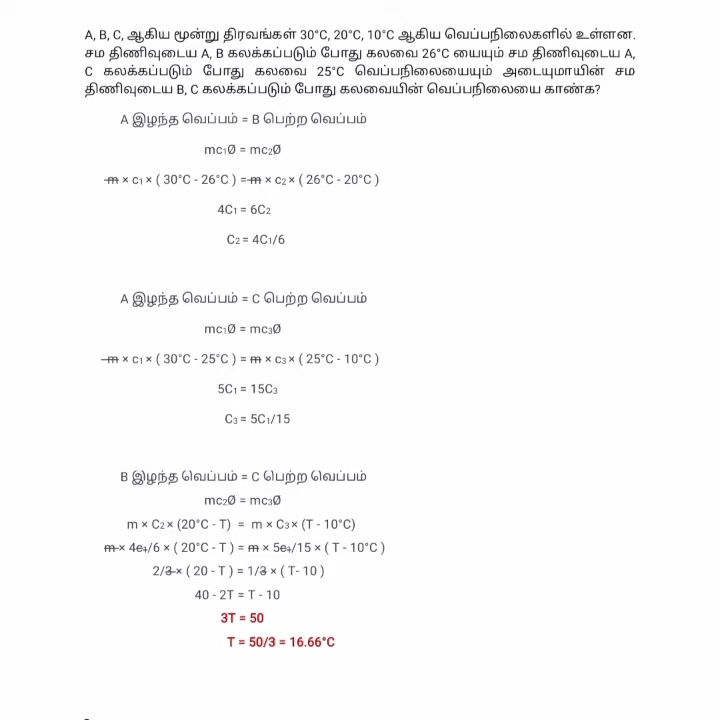 A, B, C, ஆகிய மூன்று திரவங்கள் 30°C, 20°C, 10°C ஆகிய வெப்பநிலைகளில் உள்ளன.
சம திணிவுடைய A, B கலக்கப்படும் போது கலவை 26°C யையும் சம திணிவுடைய A,
C கலக்கப்படும் போது கலவை 25°C வெப்பநிலையையும் அடையுமாயின் சம
திணிவுடைய B, C கலக்கப்படும் போது கலவையின் வெப்பநிலையை காண்க?
A இழந்த வெப்பம் = B பெற்ற வெப்பம்
mc₁Ø = mc₂Ø
m × c₁ × ( 30°C - 26°C ) = m × c₂ × ( 26°C - 20°C )
4C₁ = 6C₂
C₂ = 4C₁/6
A இழந்த வெப்பம் = C பெற்ற வெப்பம்
mc₁Ø = mc₃Ø
m × c₁ × ( 30°C - 25°C ) = m × c₃ × ( 25°C - 10°C )
5C₁ = 15C₃
C₃ = 5C₁/15
B இழந்த வெப்பம் = C பெற்ற வெப்பம்
mc₂Ø = mc₃Ø
m × C₂ × (20°C - T) = m × C₃ × (T - 10°C)
m × 4c₁/6 × ( 20°C - T ) = m × 5c₁/15 × ( T - 10°C )
2/3 × ( 20 - T ) = 1/3 × ( T- 10 )
40 - 2T = T - 10
3T = 50
T = 50/3 = 16.66°C